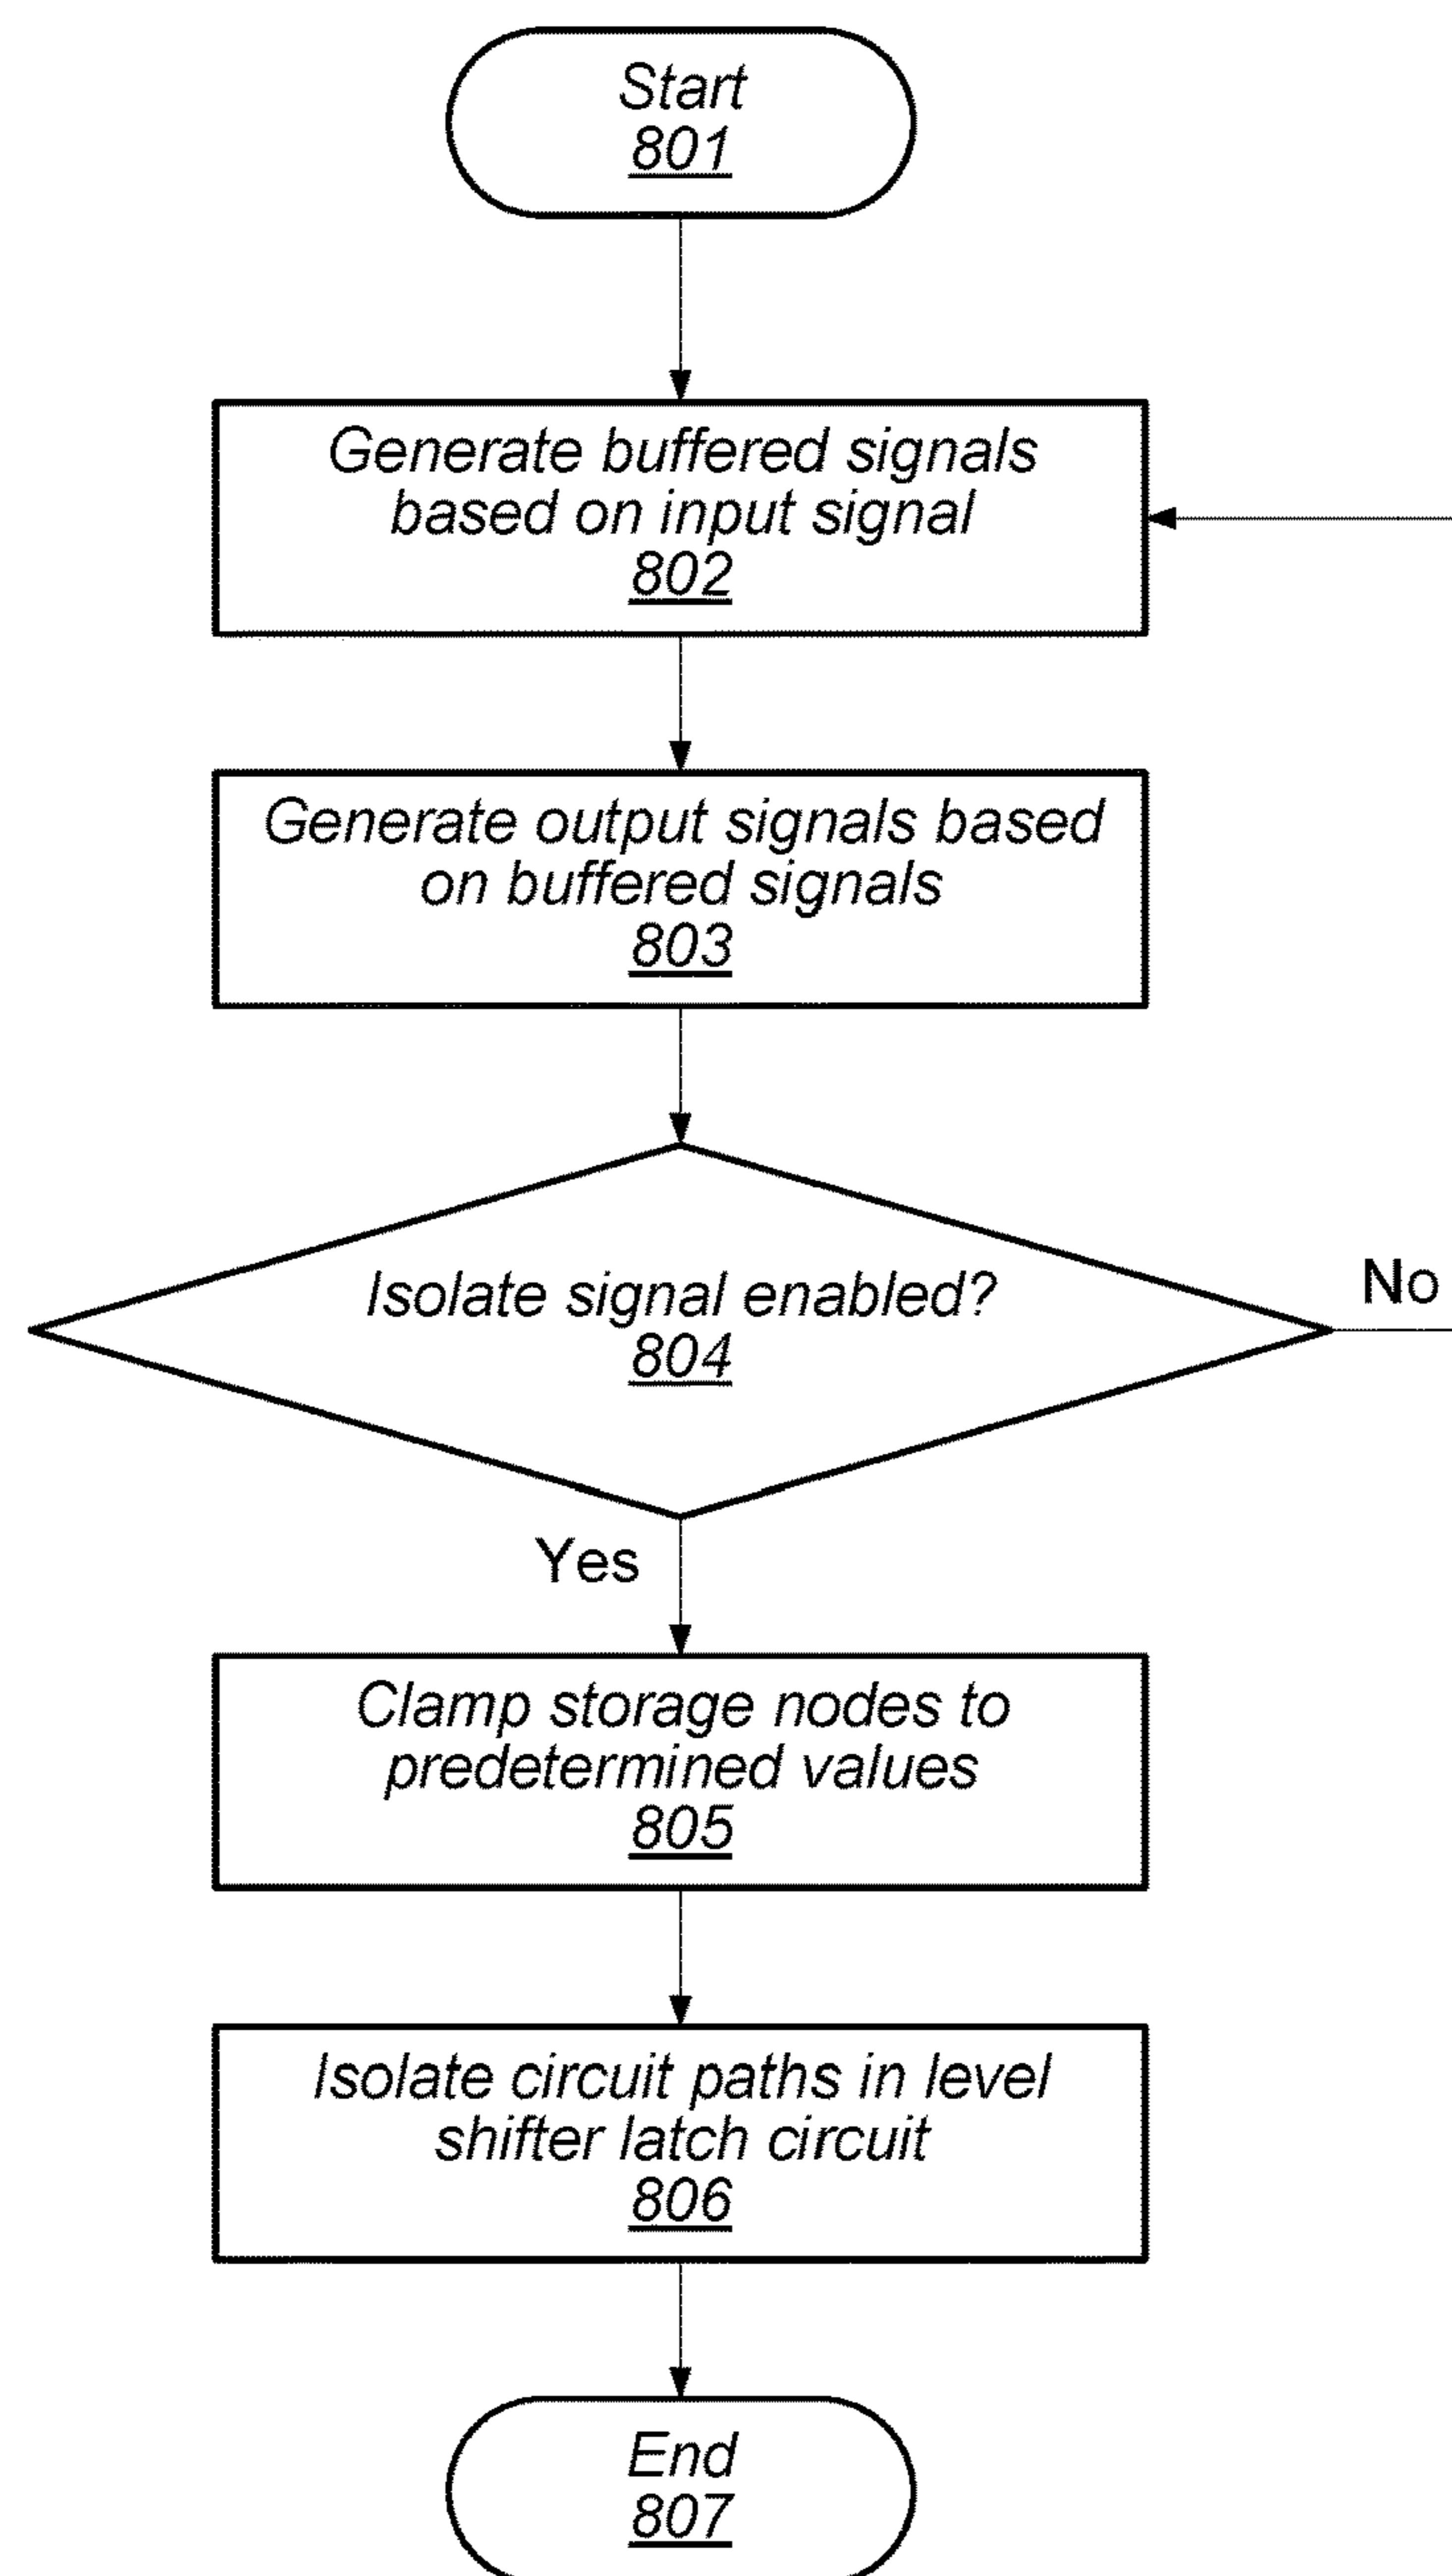 Start
801
Generate buffered signals
based on input signal
802
Generate output signals based
on buffered signals
803
Isolate signal enabled?
804
No
Yes
Clamp storage nodes to
predetermined values
805
Isolate circuit paths in level
shifter latch circuit
806
End
807